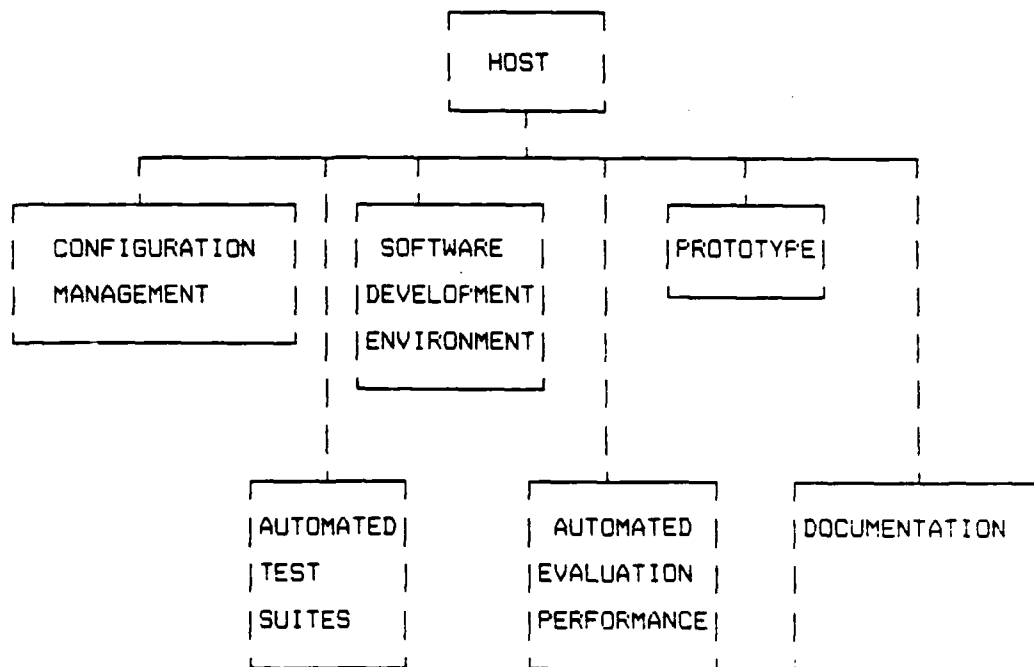 HOST
CONFIGURATION
MANAGEMENT
SOFTWARE
DEVELOPMENT
ENVIRONMENT
PROTOTYPE
AUTOMATED
TEST
SUITES
AUTOMATED
EVALUATION
PERFORMANCE
DOCUMENTATION